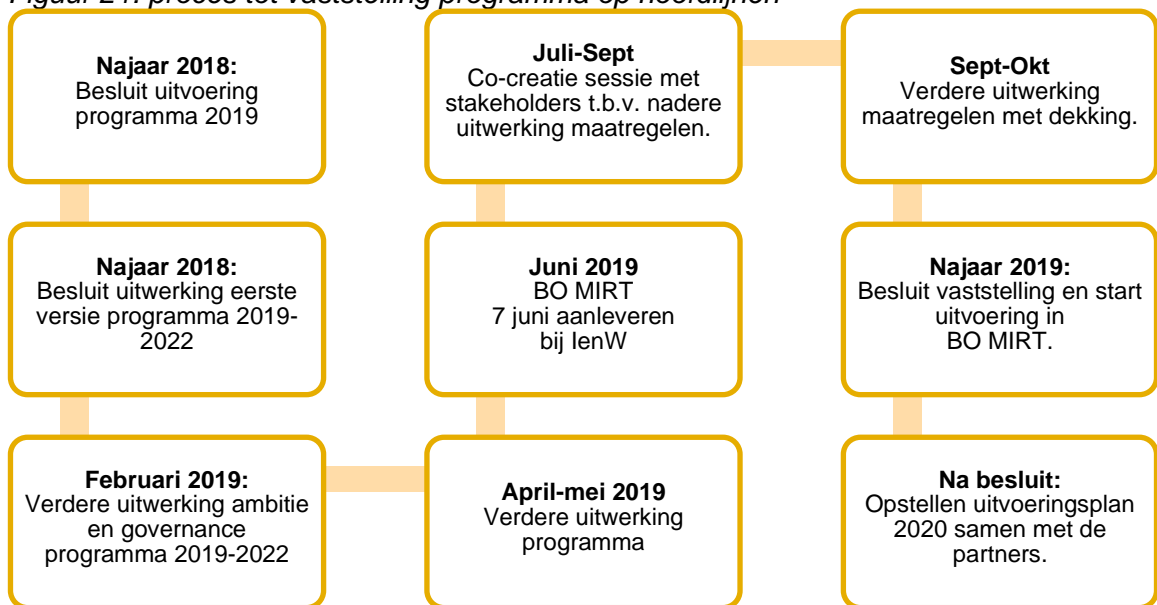 Figuur proces tot vaststelling programma op hoofdlijnen
Najaar 2018:
Besluit uitvoering
programma 2019
Najaar 2018:
Besluit uitwerking eerste
versie programma 2019-
2022
Februari 2019:
Verdere uitwerking ambitie
en governance
programma 2019-2022
April-mei 2019
Verdere uitwerking
programma
Juni 2019
BO MIRT
7 juni aanleveren
bij IenW
Juli-Sept
Co-creatie sessie met
stakeholders t.b.v. nadere
uitwerking maatregelen.
Sept-Okt
Verdere uitwerking
maatregelen met dekking.
Najaar 2019:
Besluit vaststelling en start
uitvoering in
BO MIRT.
Na besluit:
Opstellen uitvoeringsplan
2020 samen met de
partners.